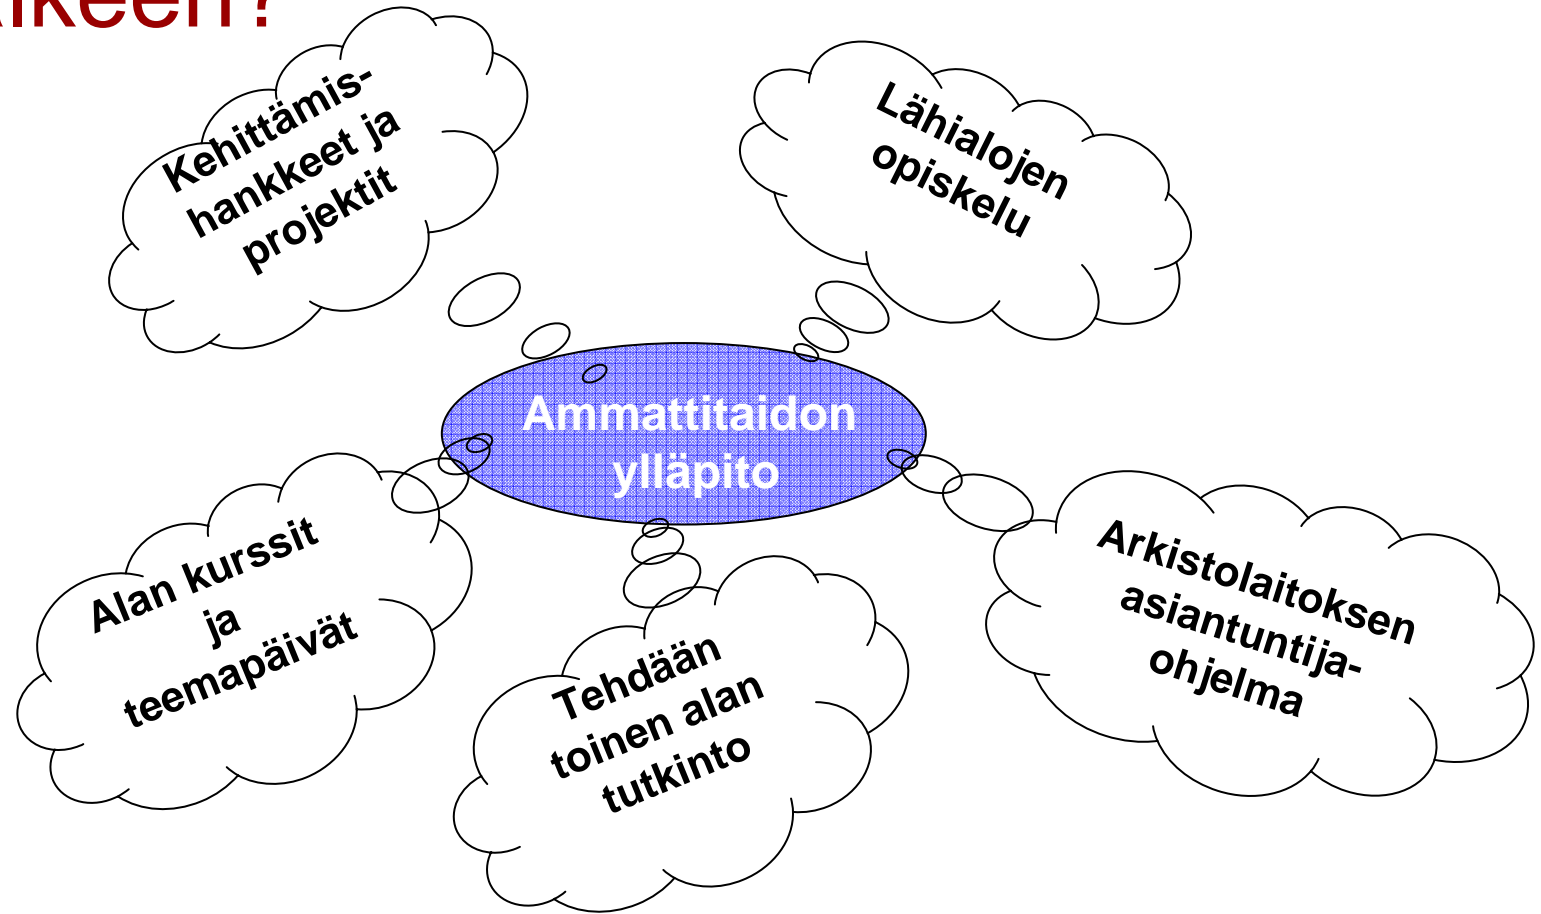 Kehittämis-
hankkeet ja
projektit
Lähialojen
opiskelu
Ammattitaidon
ylläpito
Alan kurssit
ja
teemapäivät
Tehdään
toinen alan
tutkinto
Arkistolaitoksen
asiantuntija-
ohjelma